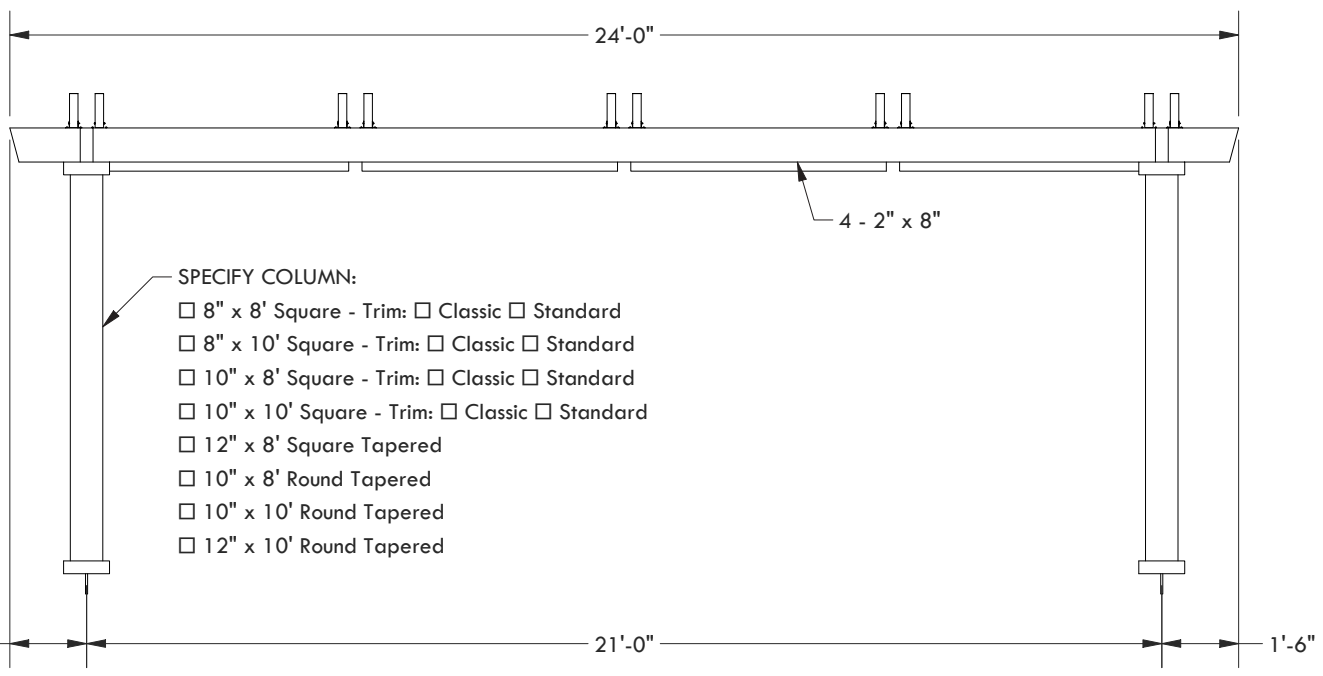 24'-0"
4 - 2" x 8"
SPECIFY COLUMN:
☐ 8" x 8' Square - Trim: ☐ Classic ☐ Standard
☐ 8" x 10' Square - Trim: ☐ Classic ☐ Standard
☐ 10" x 8' Square - Trim: ☐ Classic ☐ Standard
☐ 10" x 10' Square - Trim: ☐ Classic ☐ Standard
☐ 12" x 8' Square Tapered
☐ 10" x 8' Round Tapered
☐ 10" x 10' Round Tapered
☐ 12" x 10' Round Tapered
21'-0"
1'-6"